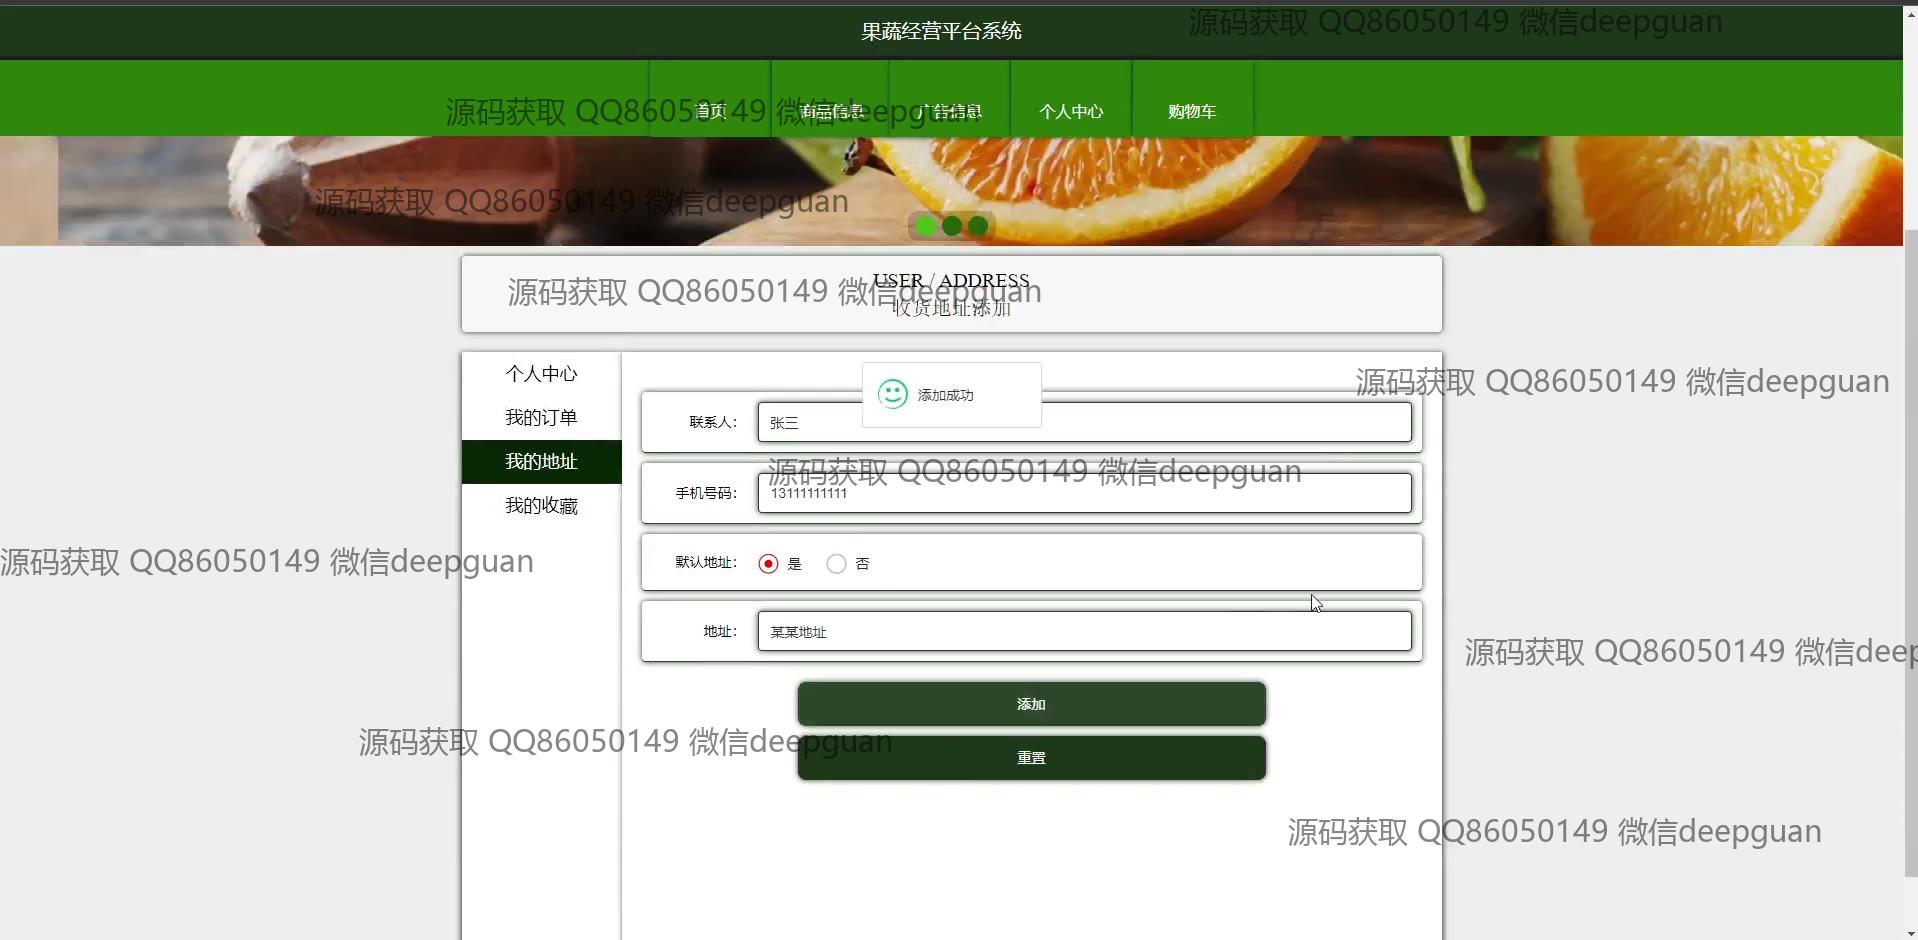 果蔬经营平台系统
源码获取 QQ86050149 微信deepguan
首页
商品信息
广告信息
个人中心
购物车
源码获取 QQ86050149 微信deepguan
源码获取 QQ86050149 微信deepguan
USER / ADDRESS
收货地址添加
源码获取 QQ86050149 微信deepguan
个人中心
我的订单
我的地址
我的收藏
添加成功
源码获取 QQ86050149 微信deepguan
联系人:
张三
源码获取 QQ86050149 微信deepguan
手机号码:
13111111111
默认地址:
是
否
源码获取 QQ86050149 微信deepguan
地址:
某某地址
源码获取 QQ86050149 微信deep
添加
源码获取 QQ86050149 微信deepguan
重置
源码获取 QQ86050149 微信deepguan